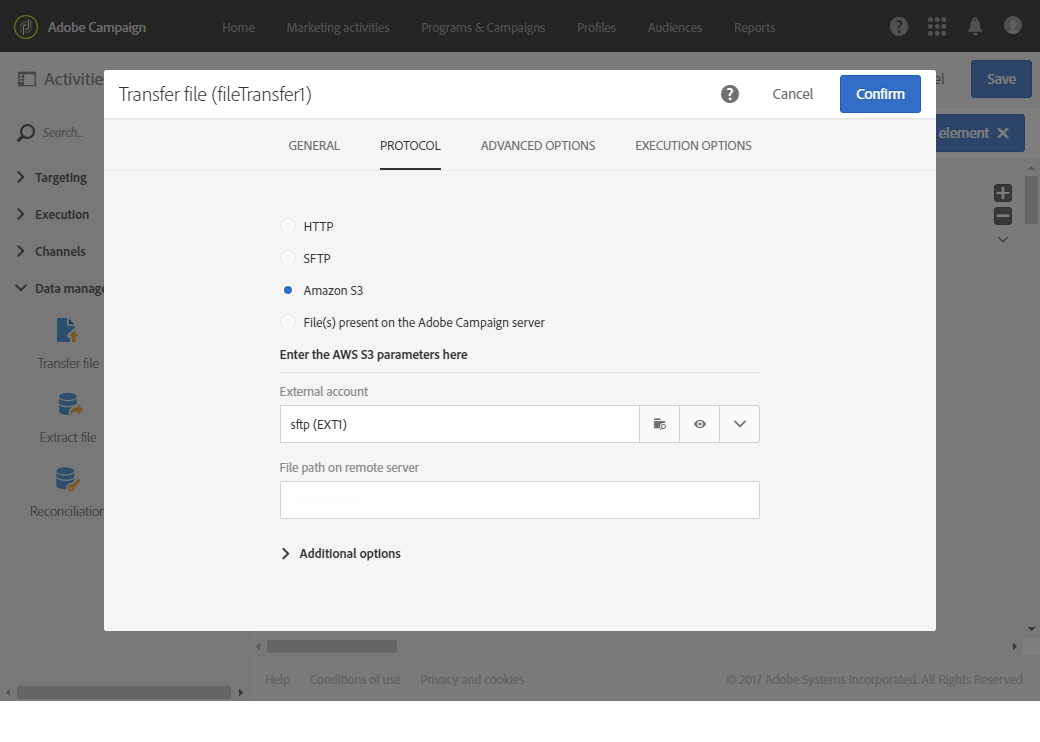 Adobe Campaign Home Marketing activities Programs & Campaigns Profiles Audiences Reports ?
Activitie el Save
Transfer file (fileTransfer1) ? Cancel Confirm
Search... element
GENERAL PROTOCOL ADVANCED OPTIONS EXECUTION OPTIONS
Targeting
Execution
Channels
Data manage
Transfer file
Extract file
Reconciliation
HTTP
SFTP
Amazon S3
File(s) present on the Adobe Campaign server
Enter the AWS S3 parameters here
External account
sftp (EXT1)
File path on remote server
Additional options
Help Conditions of use Privacy and cookies © 2017 Adobe Systems Incorporated. All Rights Reserved.